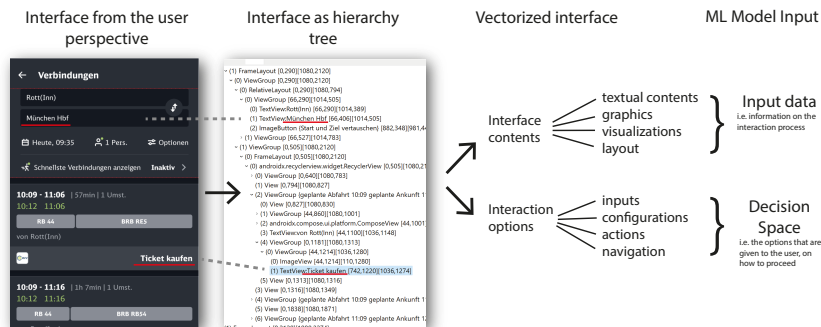 Interface from the user
perspective
Interface as hierarchy
tree
Vectorized interface
ML Model Input
Verbindungen
Rott(Inn)
München Hbf
Heute, 09:35
1 Pers.
Optionen
Schnellste Verbindungen anzeigen
Inaktiv
10:09 - 11:06 | 57min | 1 Umst.
10:12 11:06
RB 44
BRB RE5
von Rott(Inn)
Ticket kaufen
10:09 - 11:16 | 1h 7min | 1 Umst.
10:12 11:16
RB 44
BRB RB54
(1) FrameLayout [0,290][1080,2120]
(0) ViewGroup [0,290][1080,2120]
(0) RelativeLayout [0,290][1080,794]
(0) ViewGroup [66,290][1014,505]
(0) TextView:Rott(Inn) [66,290][1014,389]
(1) TextView:München Hbf [66,406][1014,505]
(2) ImageButton (Start und Ziel vertauschen) [882,348][981,44
(1) ViewGroup [66,527][1014,783]
(1) ViewGroup [0,505][1080,2120]
(0) FrameLayout [0,505][1080,2120]
(0) androidx.recyclerview.widget.RecyclerView [0,505][1080,21
(0) ViewGroup [0,640][1080,783]
(1) View [0,794][1080,827]
(2) ViewGroup (geplante Abfahrt 10:09 geplante Ankunft 1
(0) View [0,827][1080,830]
(1) ViewGroup [44,860][1080,1001]
(2) androidx.compose.ui.platform.ComposeView [44,1001
(3) TextView:von Rott(Inn) [44,1100][1036,1148]
(4) ViewGroup [0,1181][1080,1313]
(0) ViewGroup [44,1214][1036,1280]
(0) ImageView [44,1214][110,1280]
(1) TextView:Ticket kaufen [742,1220][1036,1274]
(5) View [0,1313][1080,1316]
(3) View [0,1316][1080,1349]
(4) ViewGroup (geplante Abfahrt 10:09 geplante Ankunft 1
(5) View [0,1838][1080,1871]
(6) ViewGroup (geplante Abfahrt 11:09 geplante Ankunft 1
Interface
contents
textual contents
graphics
visualizations
layout
Input data
i.e. information on the
interaction process
Interaction
options
inputs
configurations
actions
navigation
Decision
Space
i.e. the options that are
given to the user, on
how to proceed